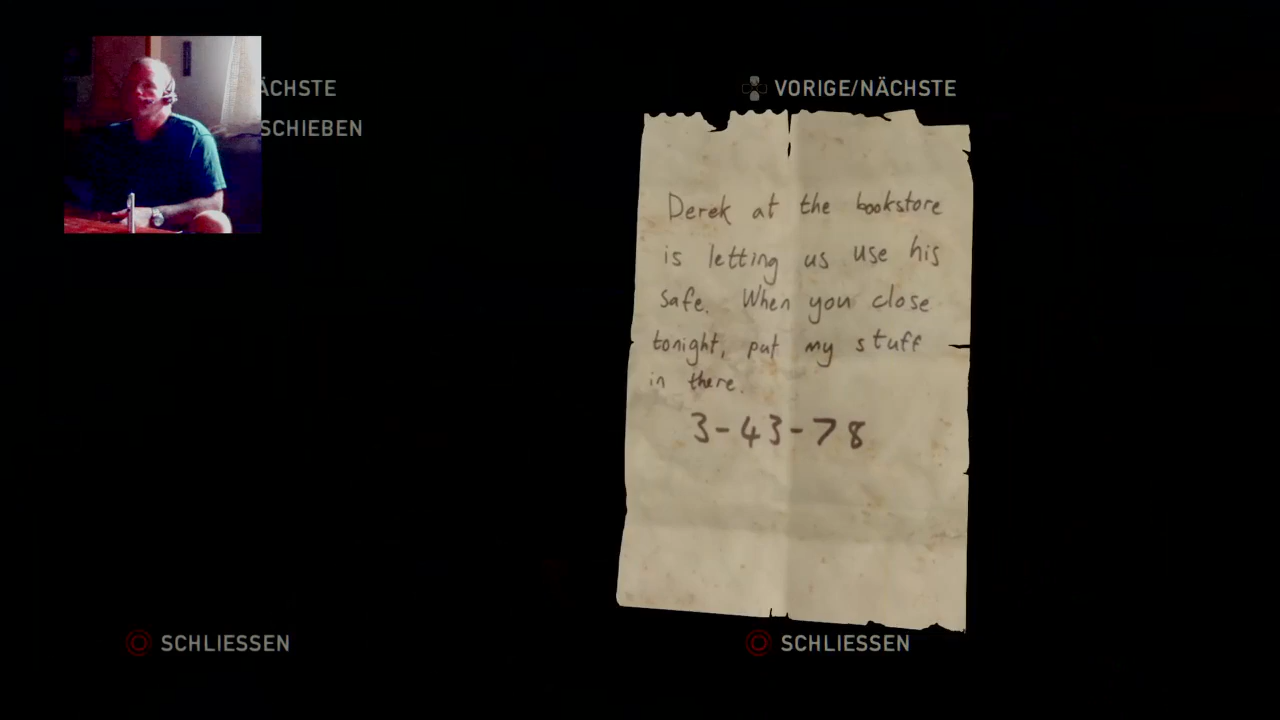 ÄCHSTE
SCHIEBEN
VORIGE/NÄCHSTE
Derek at the bookstore
is letting us use his
safe. When you close
tonight, put my stuff
in there.
3-43-78
SCHLIESSEN
SCHLIESSEN